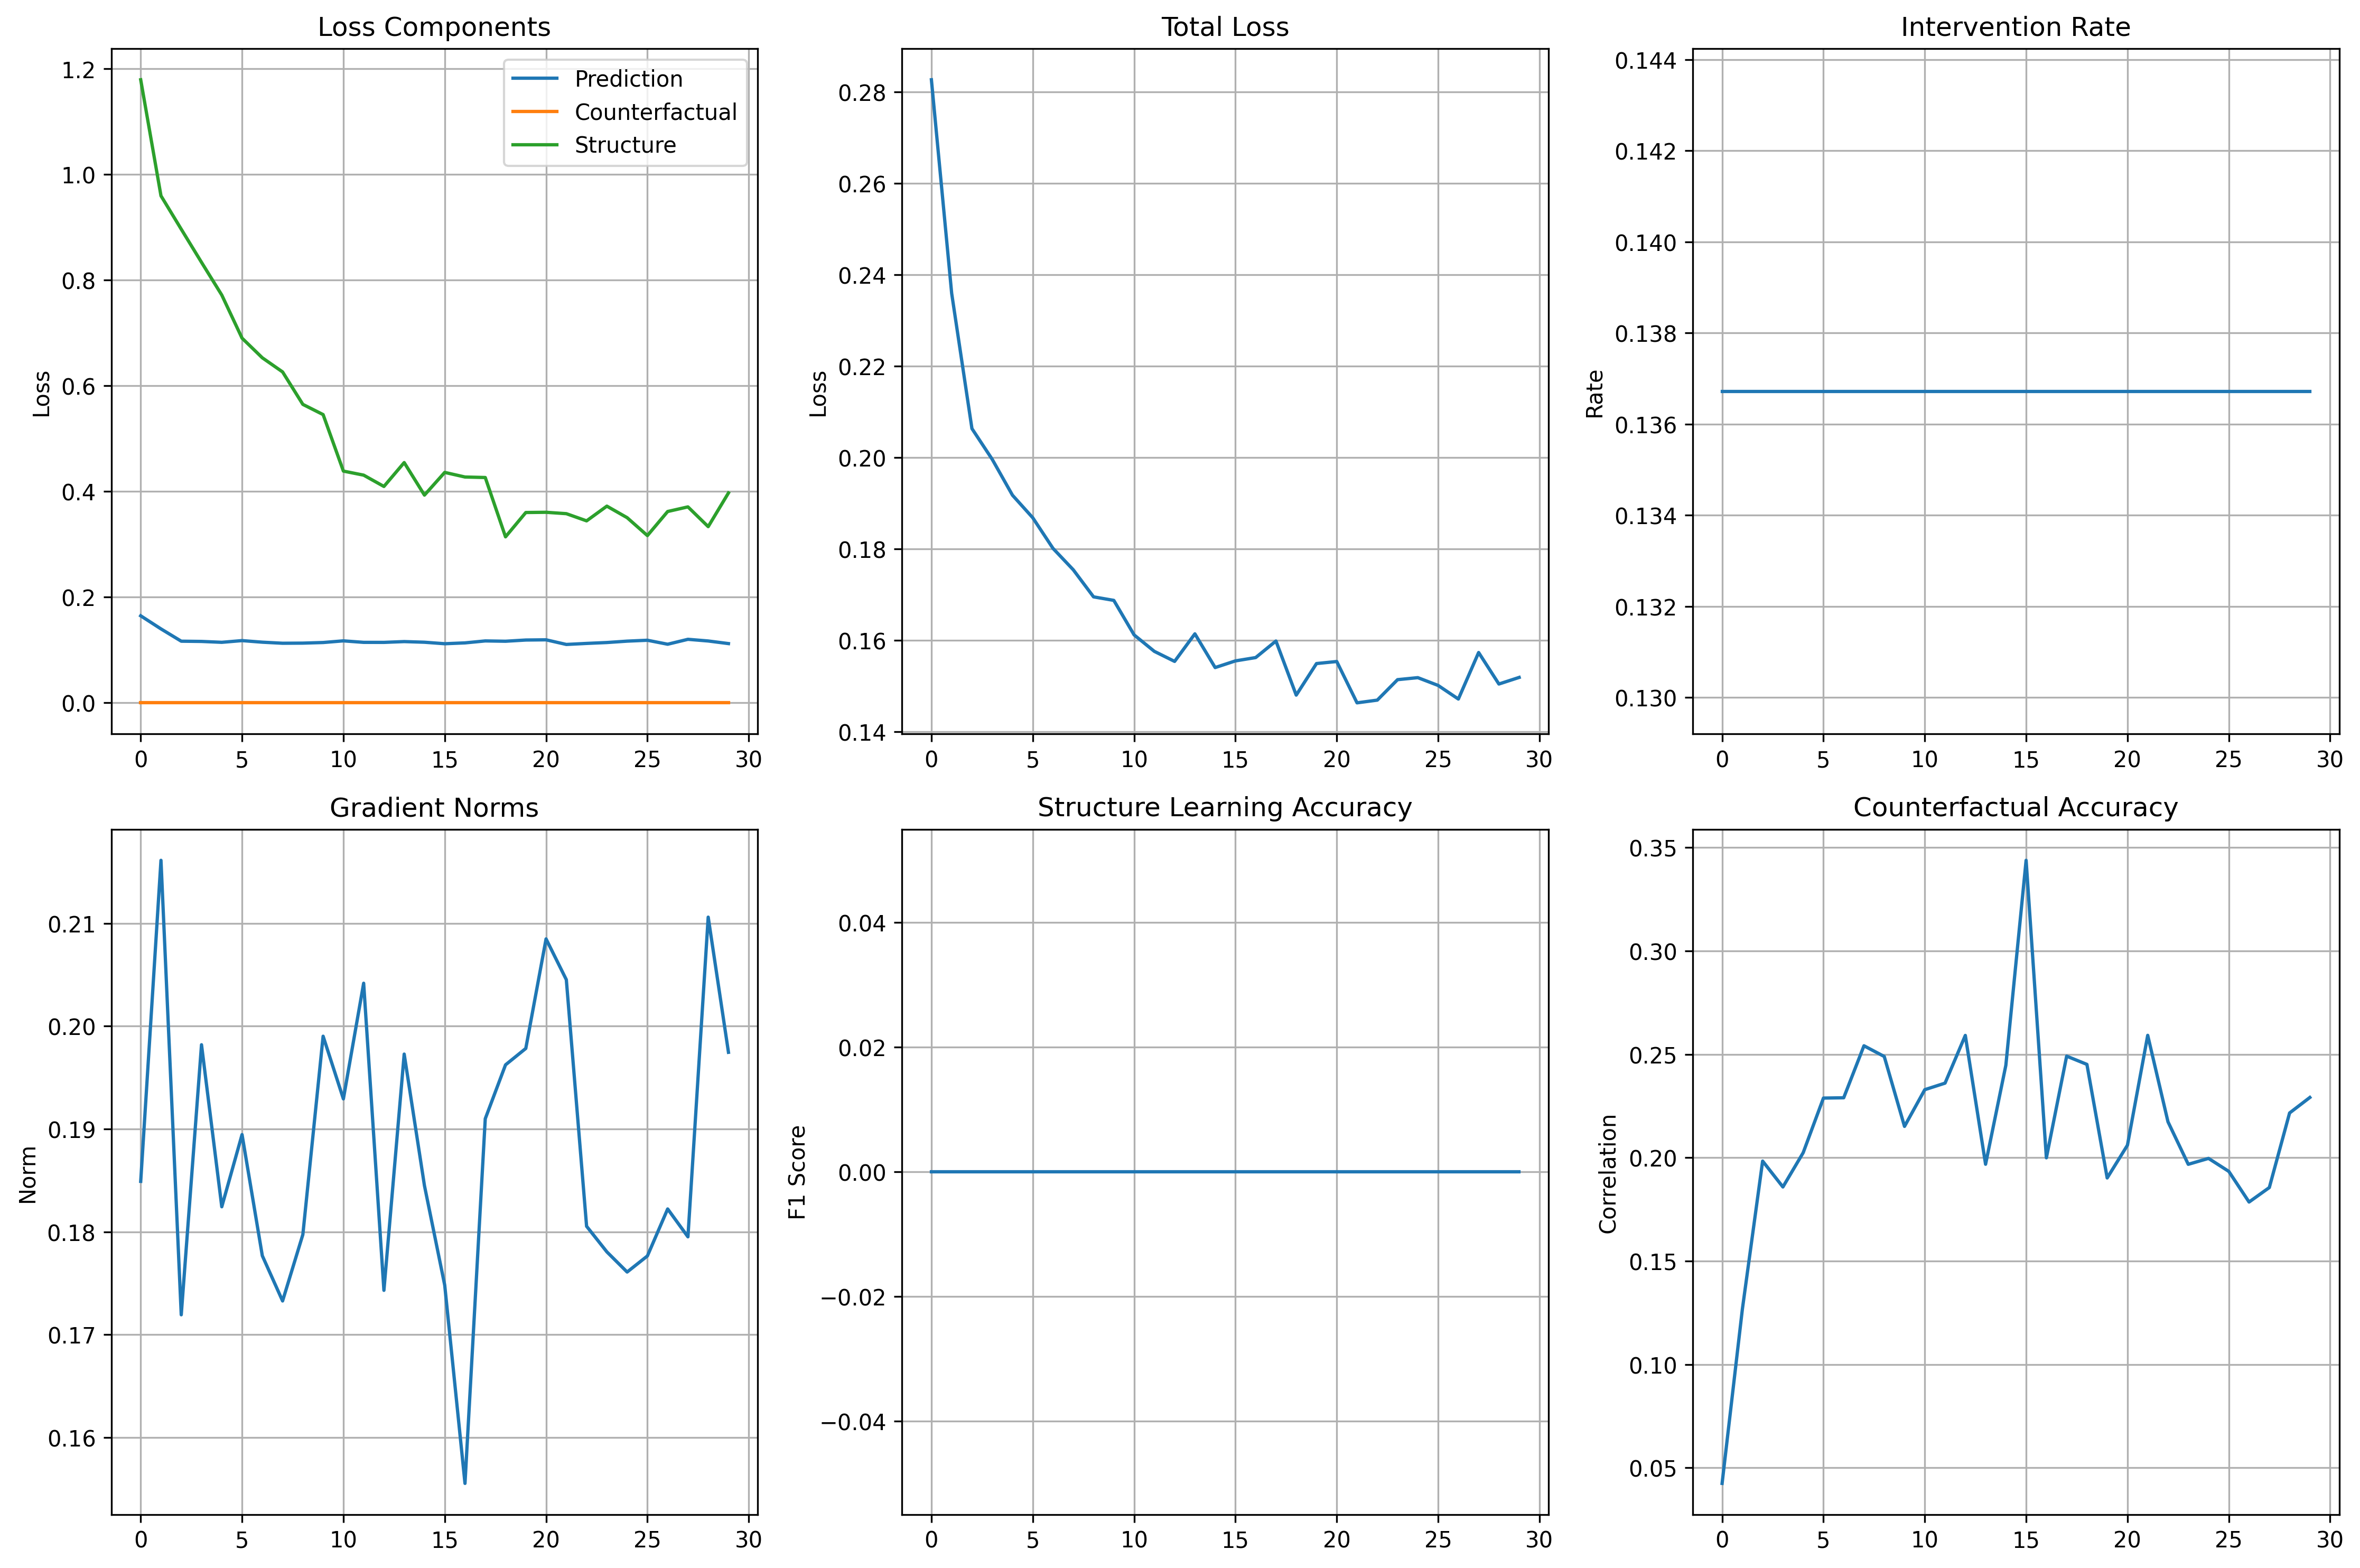 Loss Components
Loss
1.2
1.0
0.8
0.6
0.4
0.2
0.0
Prediction
Counterfactual
Structure
0 5 10 15 20 25 30
Total Loss
Loss
0.28
0.26
0.24
0.22
0.20
0.18
0.16
0.14
0 5 10 15 20 25 30
Intervention Rate
Rate
0.144
0.142
0.140
0.138
0.136
0.134
0.132
0.130
0 5 10 15 20 25 30
Gradient Norms
Norm
0.21
0.20
0.19
0.18
0.17
0.16
0 5 10 15 20 25 30
Structure Learning Accuracy
F1 Score
0.04
0.02
0.00
−0.02
−0.04
0 5 10 15 20 25 30
Counterfactual Accuracy
Correlation
0.35
0.30
0.25
0.20
0.15
0.10
0.05
0 5 10 15 20 25 30